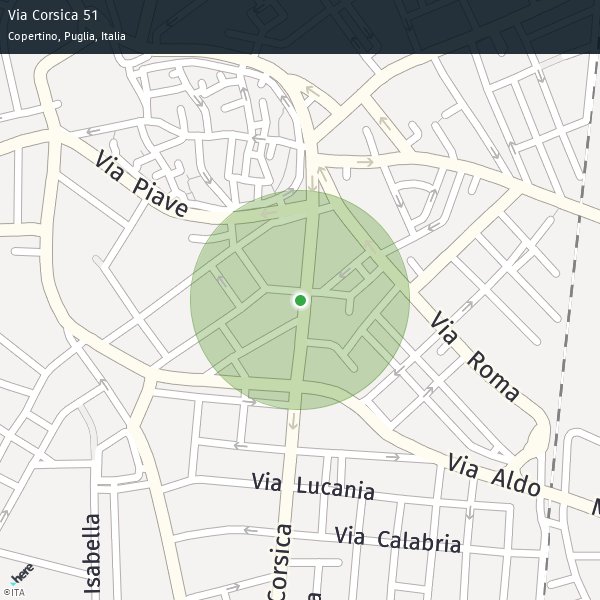 Via Corsica 51
Copertino, Puglia, Italia
Via Piave
Via Roma
Via Aldo
M
Via Lucania
Via Calabria
Corsica
Isabella
a
here
©ITA